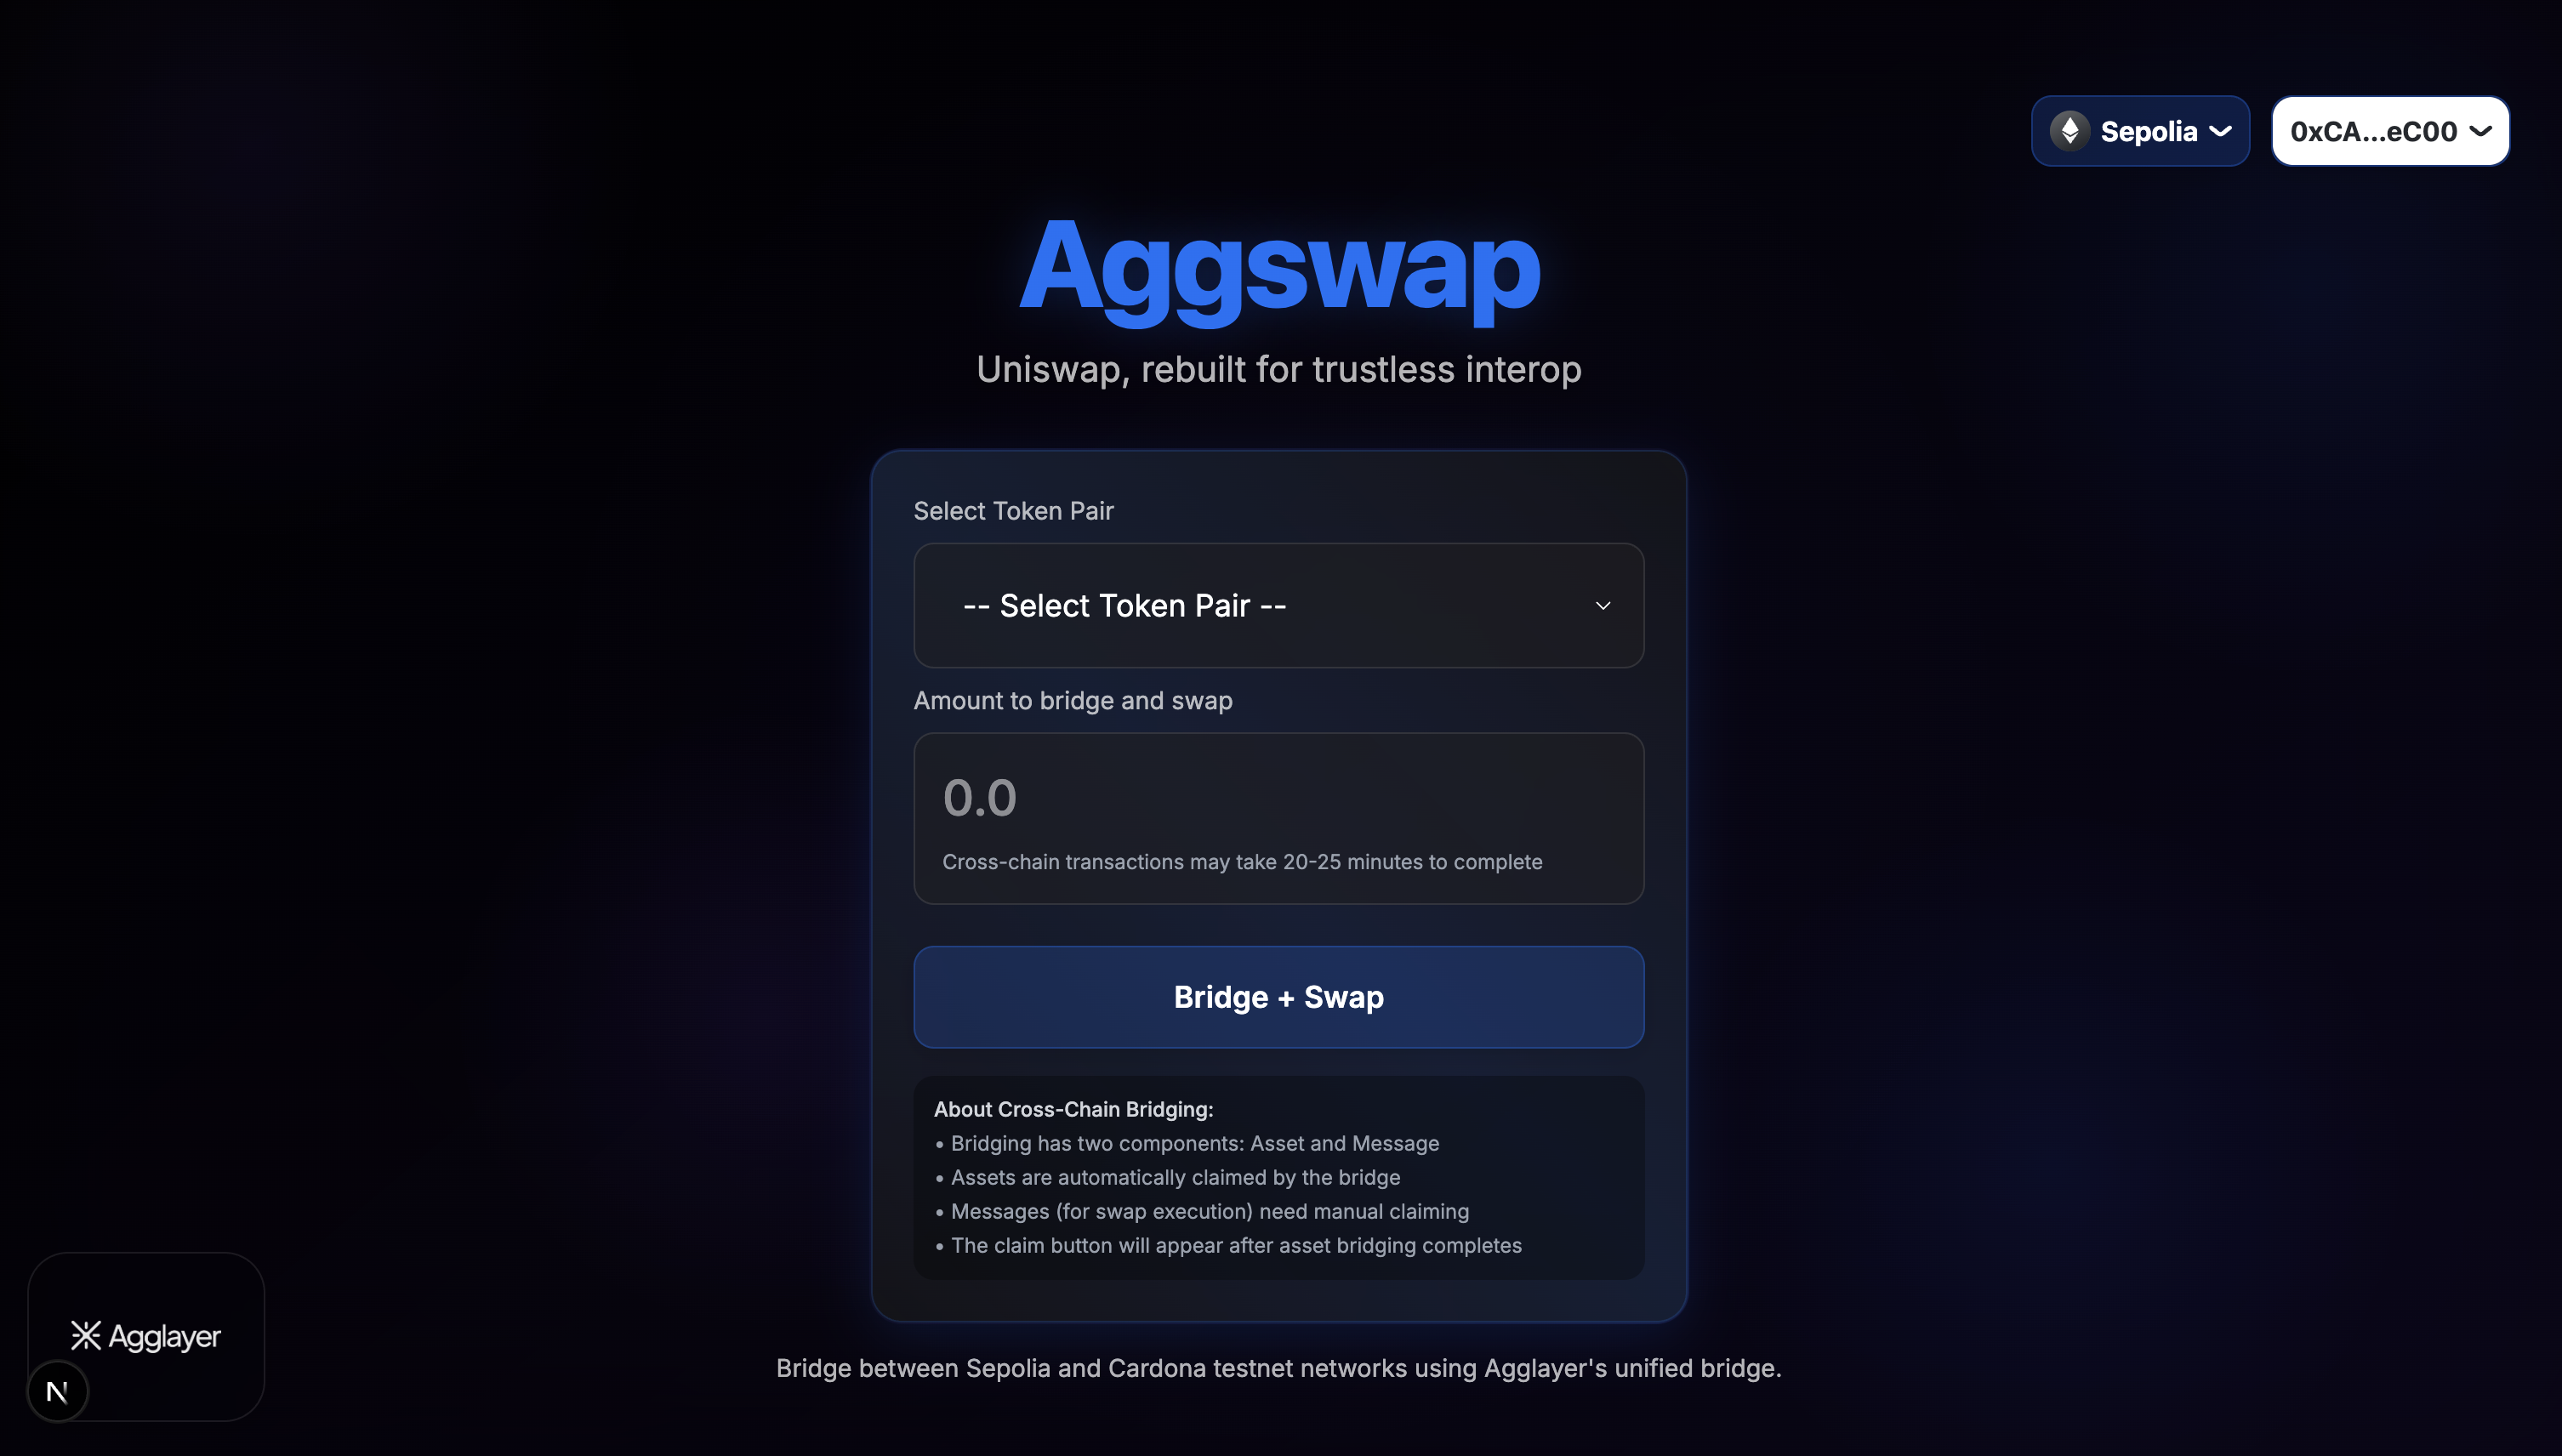 Sepolia
0xCA...eC00
Aggswap
Uniswap, rebuilt for trustless interop
Select Token Pair
-- Select Token Pair --
Amount to bridge and swap
0.0
Cross-chain transactions may take 20-25 minutes to complete
Bridge + Swap
About Cross-Chain Bridging:
• Bridging has two components: Asset and Message
• Assets are automatically claimed by the bridge
• Messages (for swap execution) need manual claiming
• The claim button will appear after asset bridging completes
Agglayer
N
Bridge between Sepolia and Cardona testnet networks using Agglayer's unified bridge.